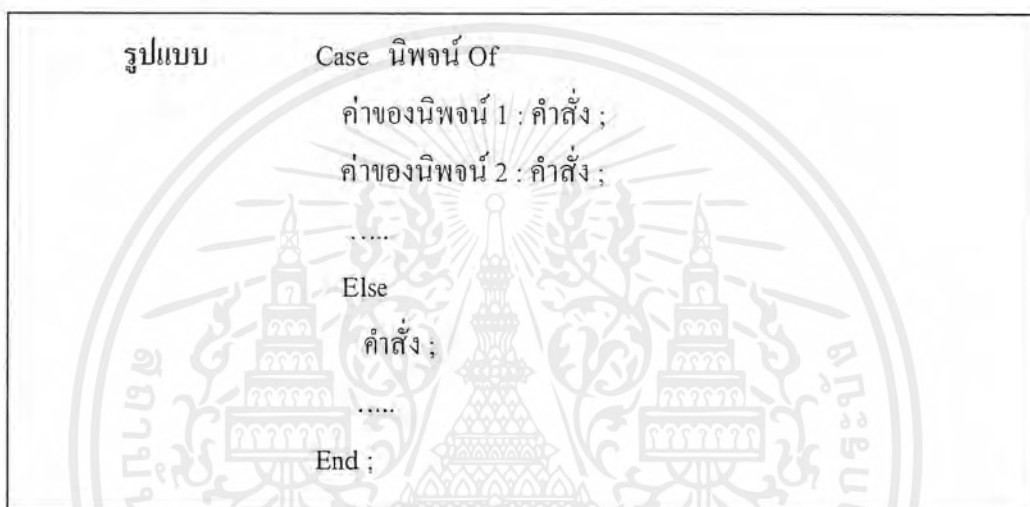 รูปแบบ Case นิพจน์ Of
ค่าของนิพจน์ 1 : คำสั่ง ;
ค่าของนิพจน์ 2 : คำสั่ง ;
.....
Else
คำสั่ง ;
.....
End ;